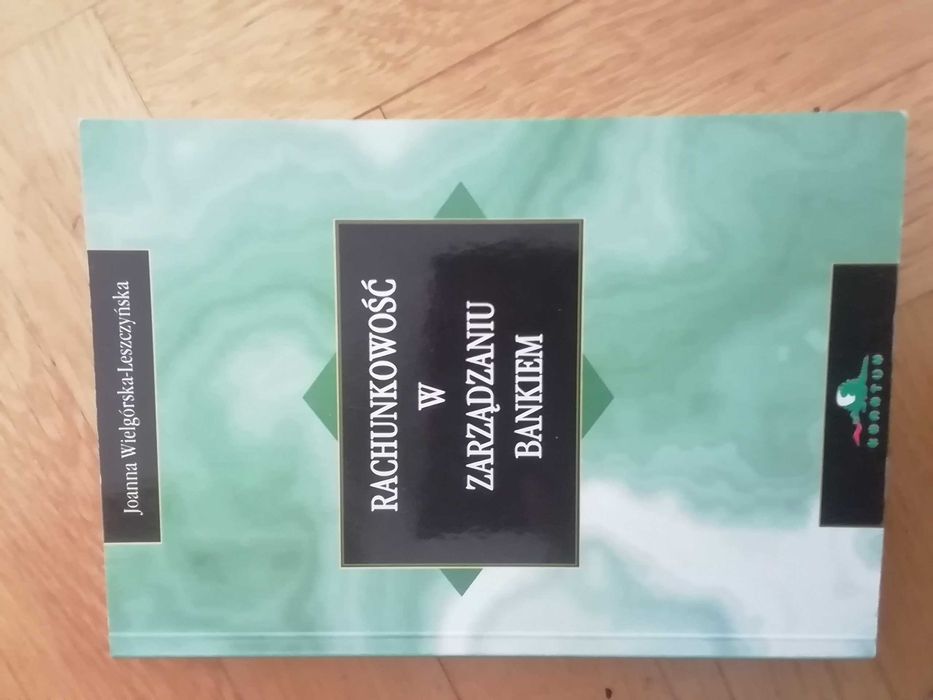 Joanna Wielgórska-Leszczyńska
RACHUNKOWOŚĆ
W
ZARZĄDZANIU
BANKIEM